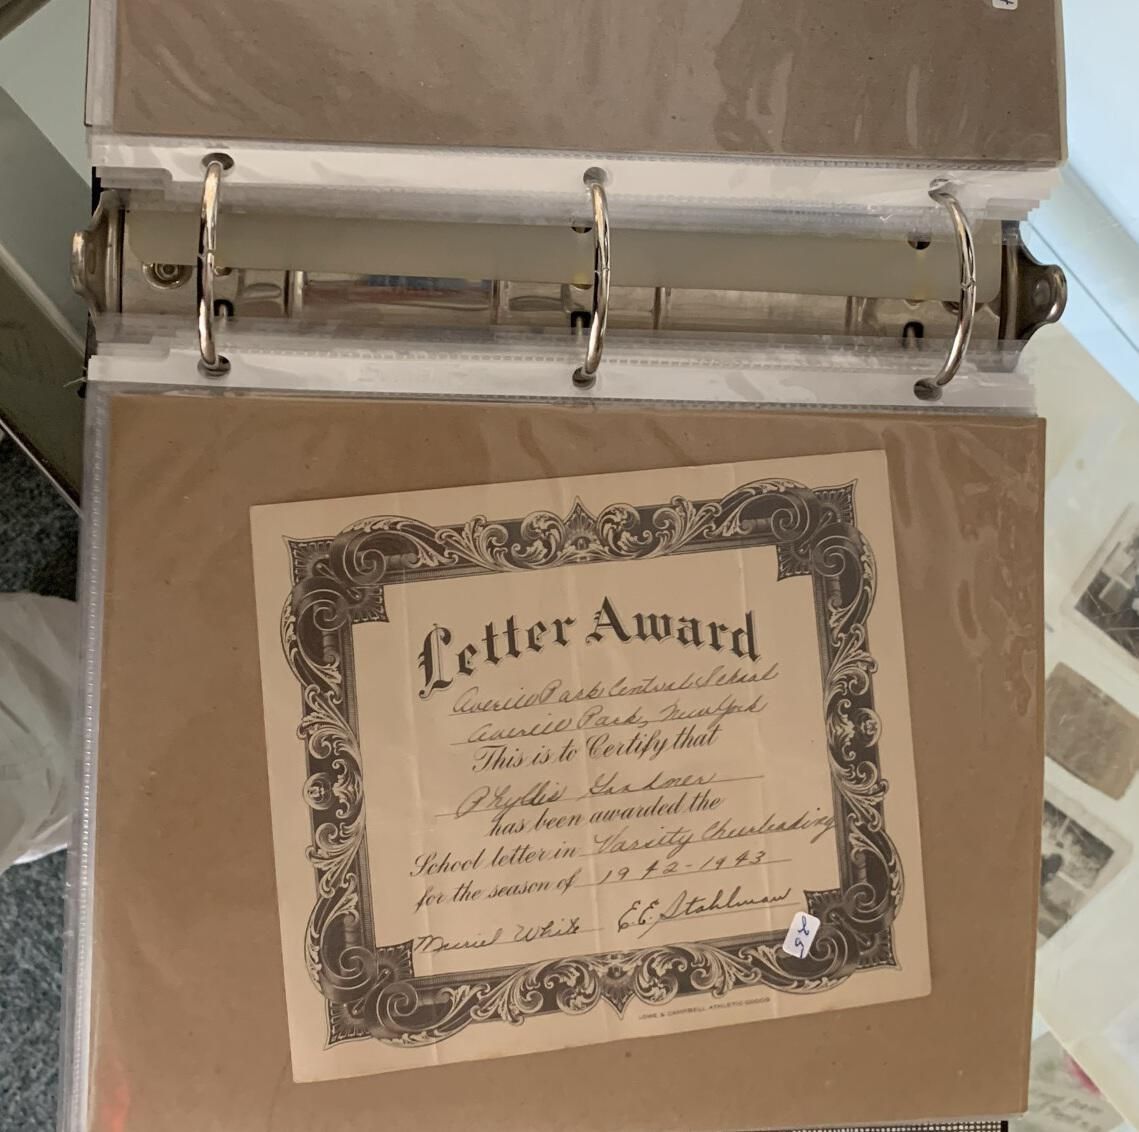 Letter Award
Averill Park Central School
Averill Park, New York
This is to Certify that
Phyllis Gardner
has been awarded the
School letter in Varsity Cheerleading
for the season of 1942-1943
Muriel White E.E. Stahlman
25
LOWE & CAMPBELL ATHLETIC GOODS